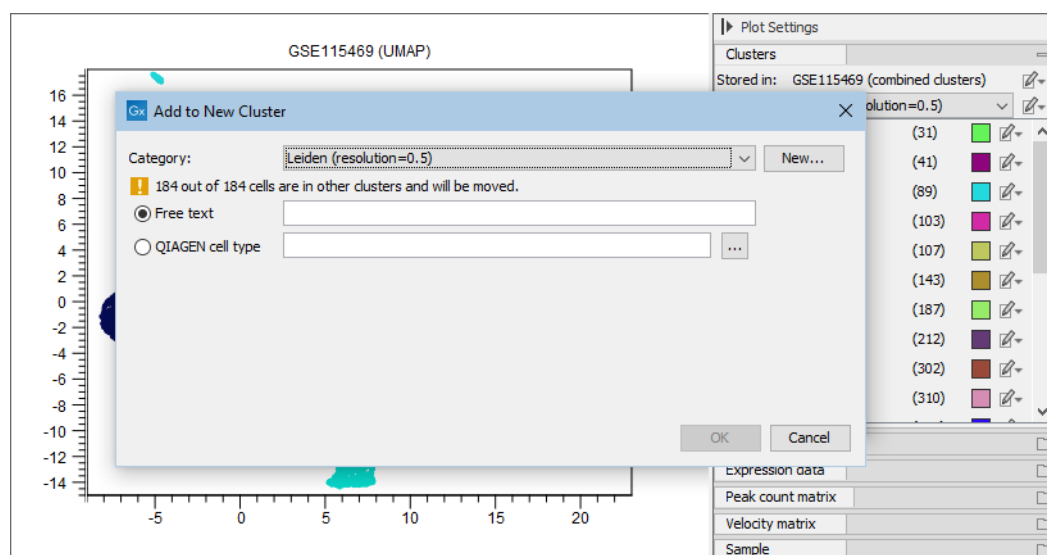 Plot Settings
GSE115469 (UMAP)
Clusters
Stored in: GSE115469 (combined clusters)
Gx Add to New Cluster
olution=0.5)
Category: Leiden (resolution=0.5) New...
184 out of 184 cells are in other clusters and will be moved.
Free text
QIAGEN cell type ...
OK Cancel
(31)
(41)
(89)
(103)
(107)
(143)
(187)
(212)
(302)
(310)
Expression data
Peak count matrix
Velocity matrix
Sample
16
14
12
10
8
6
4
2
0
-2
-4
-6
-8
-10
-12
-14
-5 0 5 10 15 20